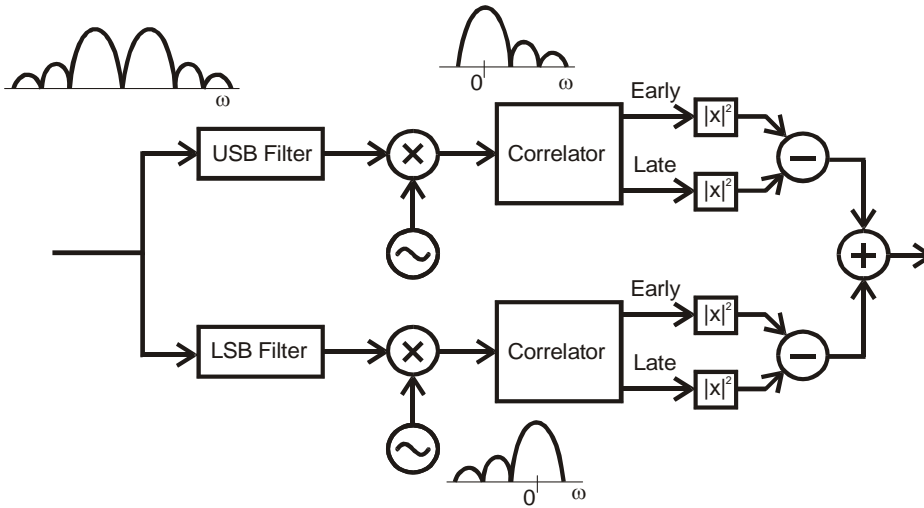 ω
0
ω
Early
USB Filter
×
Correlator
|x|²
−
Late
|x|²
+
Early
LSB Filter
×
Correlator
|x|²
−
Late
|x|²
0
ω